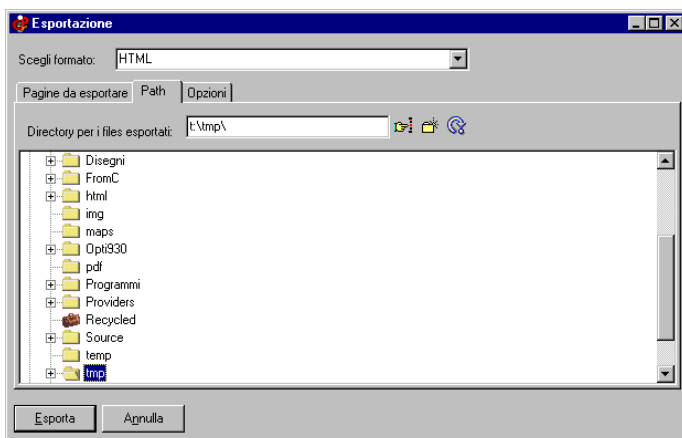 Esportazione
Scegli formato: HTML
Pagine da esportare Path Opzioni
Directory per i files esportati: t:\tmp\
Disegni
FromC
html
img
maps
Opti930
pdf
Programmi
Providers
Recycled
Source
temp
tmp
Esporta Annulla